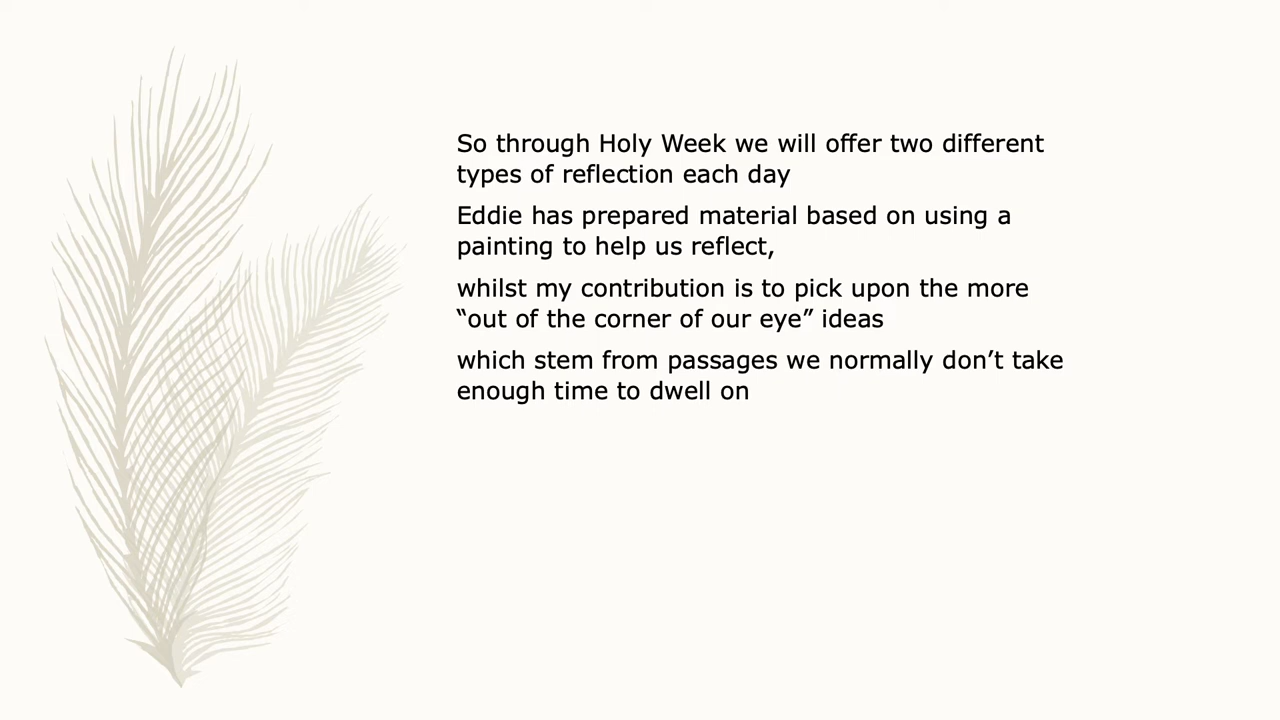 So through Holy Week we will offer two different
types of reflection each day
Eddie has prepared material based on using a
painting to help us reflect,
whilst my contribution is to pick upon the more
“out of the corner of our eye” ideas
which stem from passages we normally don’t take
enough time to dwell on